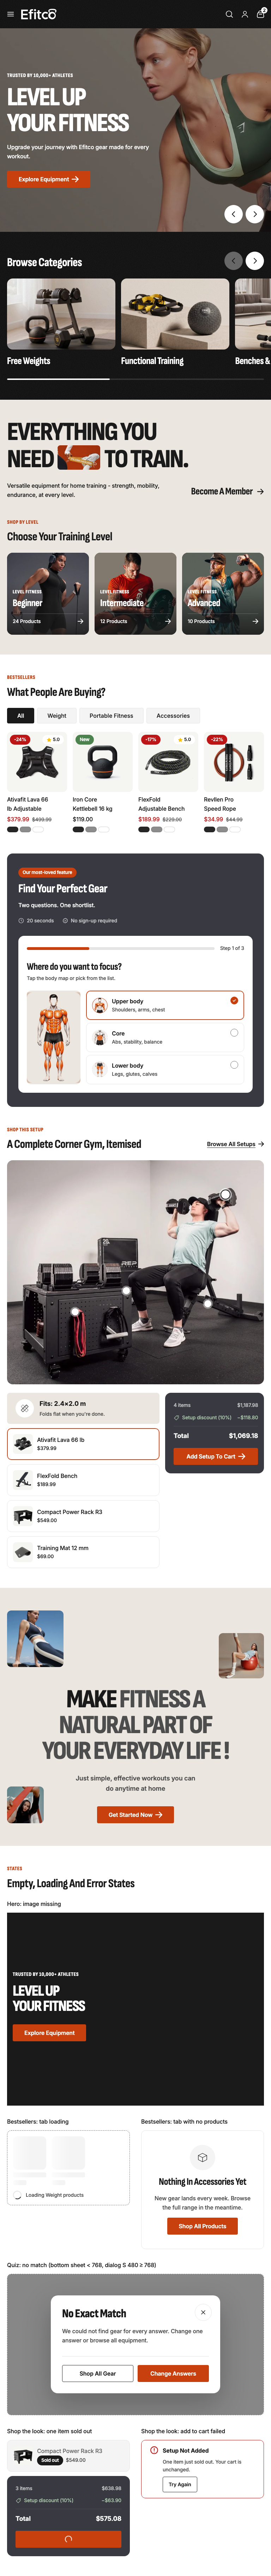 Efitco
2
TRUSTED BY 10,000+ ATHLETES
LEVEL UP
YOUR FITNESS
Upgrade your journey with Efitco gear made for every
workout.
Explore Equipment
Browse Categories
Free Weights
Functional Training
Benches &
EVERYTHING YOU
NEED TO TRAIN.
Versatile equipment for home training - strength, mobility,
endurance, at every level.
Become A Member
SHOP BY LEVEL
Choose Your Training Level
LEVEL FITNESS
Beginner
24 Products
LEVEL FITNESS
Intermediate
12 Products
LEVEL FITNESS
Advanced
10 Products
BESTSELLERS
What People Are Buying?
All
Weight
Portable Fitness
Accessories
-24%
5.0
Ativafit Lava 66
lb Adjustable
$379.99 $499.99
New
Iron Core
Kettlebell 16 kg
$119.00
-17%
5.0
FlexFold
Adjustable Bench
$189.99 $229.00
-22%
Revllen Pro
Speed Rope
$34.99 $44.99
Our most-loved feature
Find Your Perfect Gear
Two questions. One shortlist.
20 seconds
No sign-up required
Step 1 of 3
Where do you want to focus?
Tap the body map or pick from the list.
Upper body
Shoulders, arms, chest
Core
Abs, stability, balance
Lower body
Legs, glutes, calves
SHOP THIS SETUP
A Complete Corner Gym, Itemised
Browse All Setups
REP
Fits: 2.4×2.0 m
Folds flat when you're done.
Ativafit Lava 66 lb
$379.99
FlexFold Bench
$189.99
Compact Power Rack R3
$549.00
Training Mat 12 mm
$69.00
4 items $1,187.98
Setup discount (10%) −$118.80
Total $1,069.18
Add Setup To Cart
MAKE FITNESS A
NATURAL PART OF
YOUR EVERYDAY LIFE !
Just simple, effective workouts you can
do anytime at home
Get Started Now
STATES
Empty, Loading And Error States
Hero: image missing
TRUSTED BY 10,000+ ATHLETES
LEVEL UP
YOUR FITNESS
Explore Equipment
Bestsellers: tab loading
Loading Weight products
Bestsellers: tab with no products
Nothing In Accessories Yet
New gear lands every week. Browse
the full range in the meantime.
Shop All Products
Quiz: no match (bottom sheet < 768, dialog S 480 ≥ 768)
No Exact Match
We could not find gear for every answer. Change one
answer or browse all equipment.
Shop All Gear
Change Answers
Shop the look: one item sold out
Compact Power Rack R3
Sold out $549.00
3 items $638.98
Setup discount (10%) −$63.90
Total $575.08
Shop the look: add to cart failed
Setup Not Added
One item just sold out. Your cart is
unchanged.
Try Again